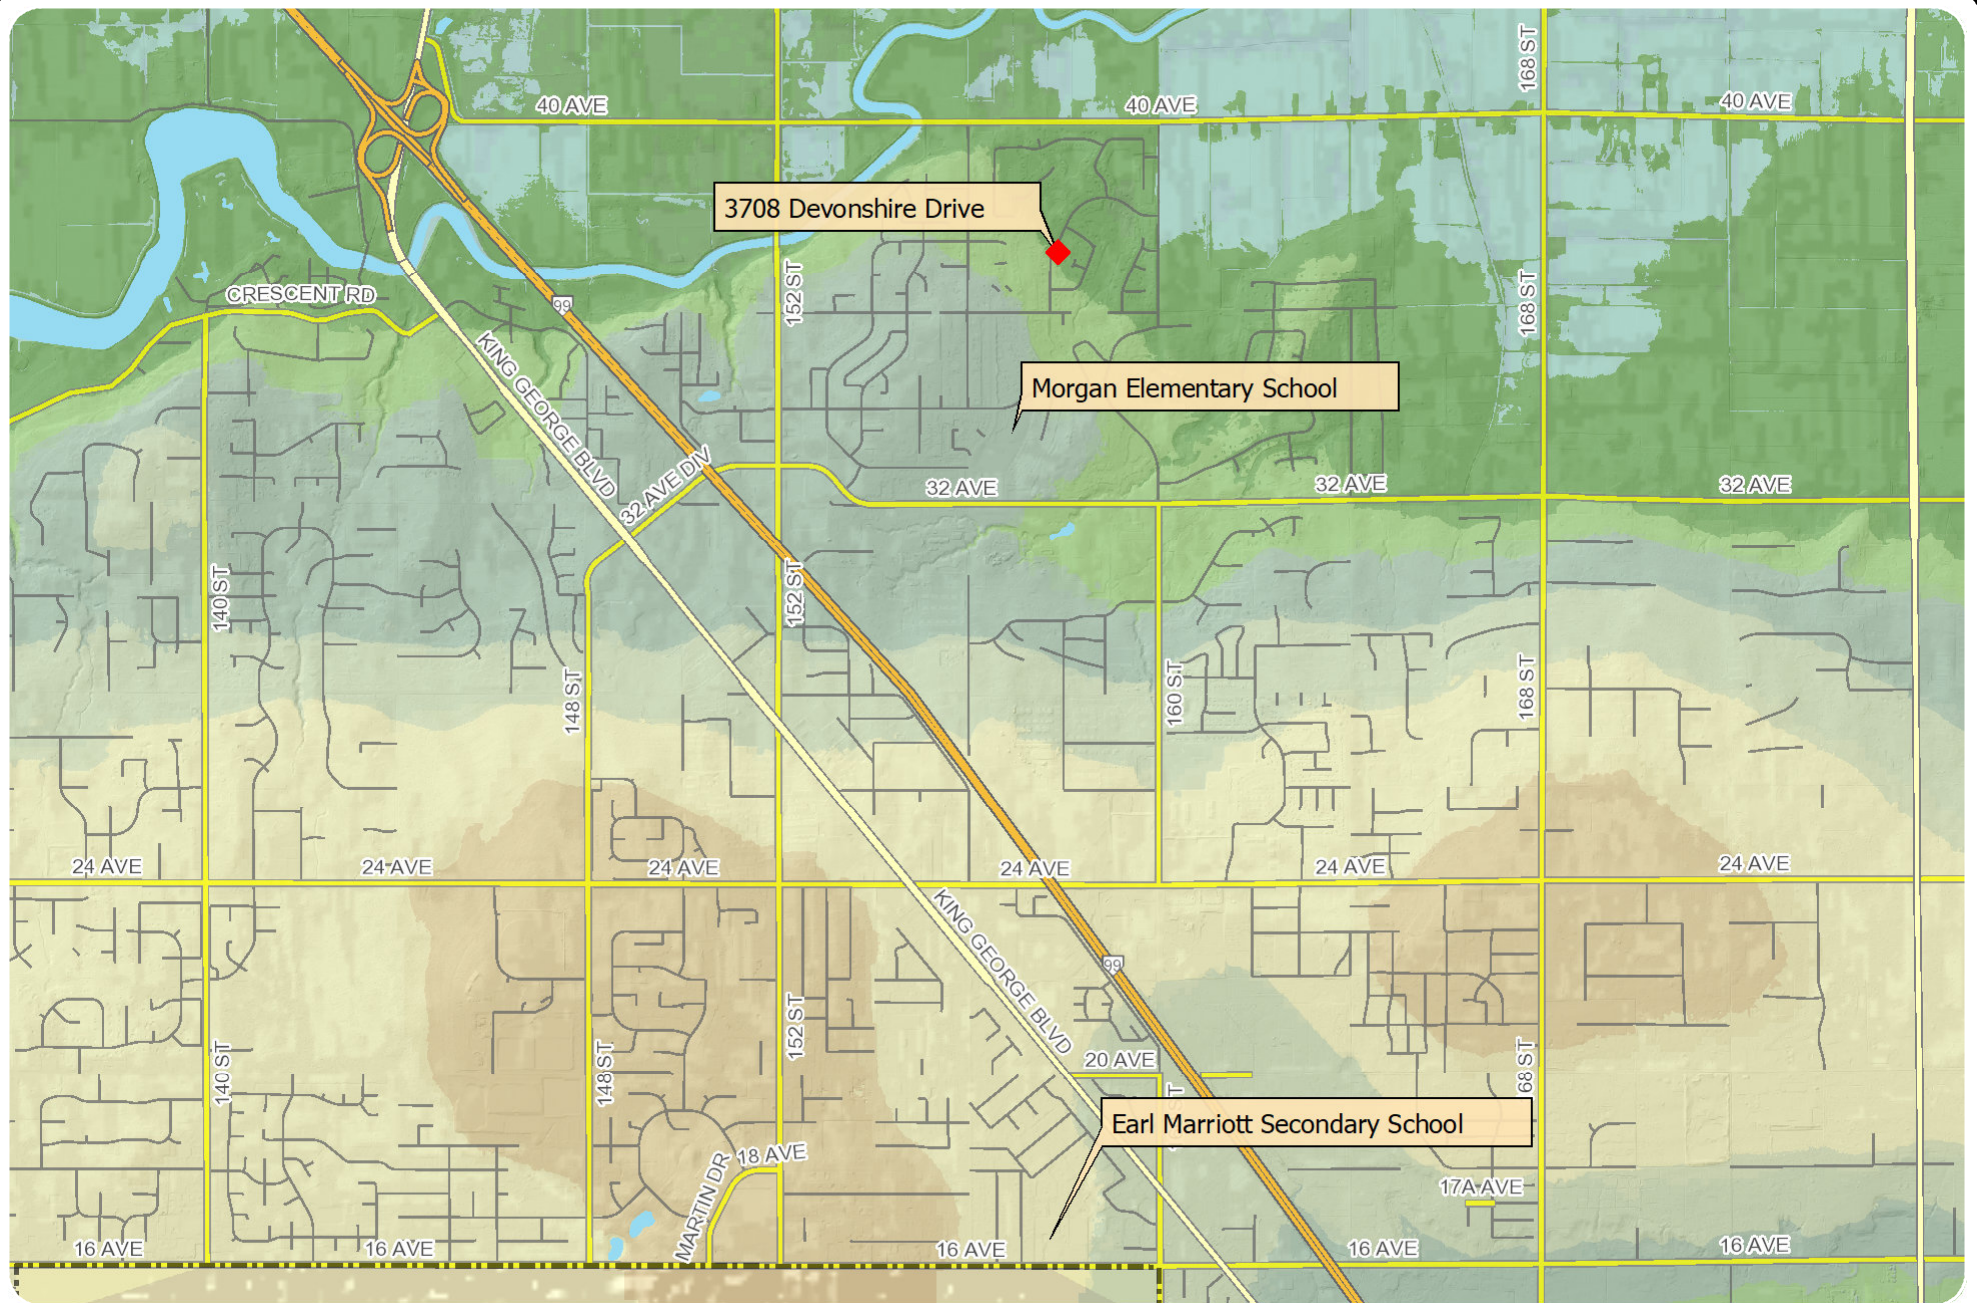 168 ST
40 AVE
40 AVE
40 AVE
3708 Devonshire Drive
152 ST
168 ST
CRESCENT RD
99
KING GEORGE BLVD
Morgan Elementary School
32 AVE DIV
32 AVE
32 AVE
32 AVE
140 ST
152 ST
148 ST
160 ST
168 ST
24 AVE
24 AVE
24 AVE
24 AVE
24 AVE
24 AVE
KING GEORGE BLVD
99
152 ST
140 ST
148 ST
20 AVE
68 ST
ST
Earl Marriott Secondary School
18 AVE
MARTIN DR
17A AVE
16 AVE
16 AVE
16 AVE
16 AVE
16 AVE